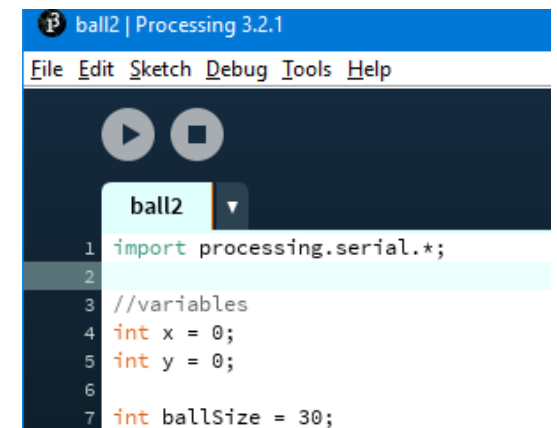 ball2 | Processing 3.2.1
File Edit Sketch Debug Tools Help
ball2
1 import processing.serial.*;
2
3 //variables
4 int x = 0;
5 int y = 0;
6
7 int ballSize = 30;